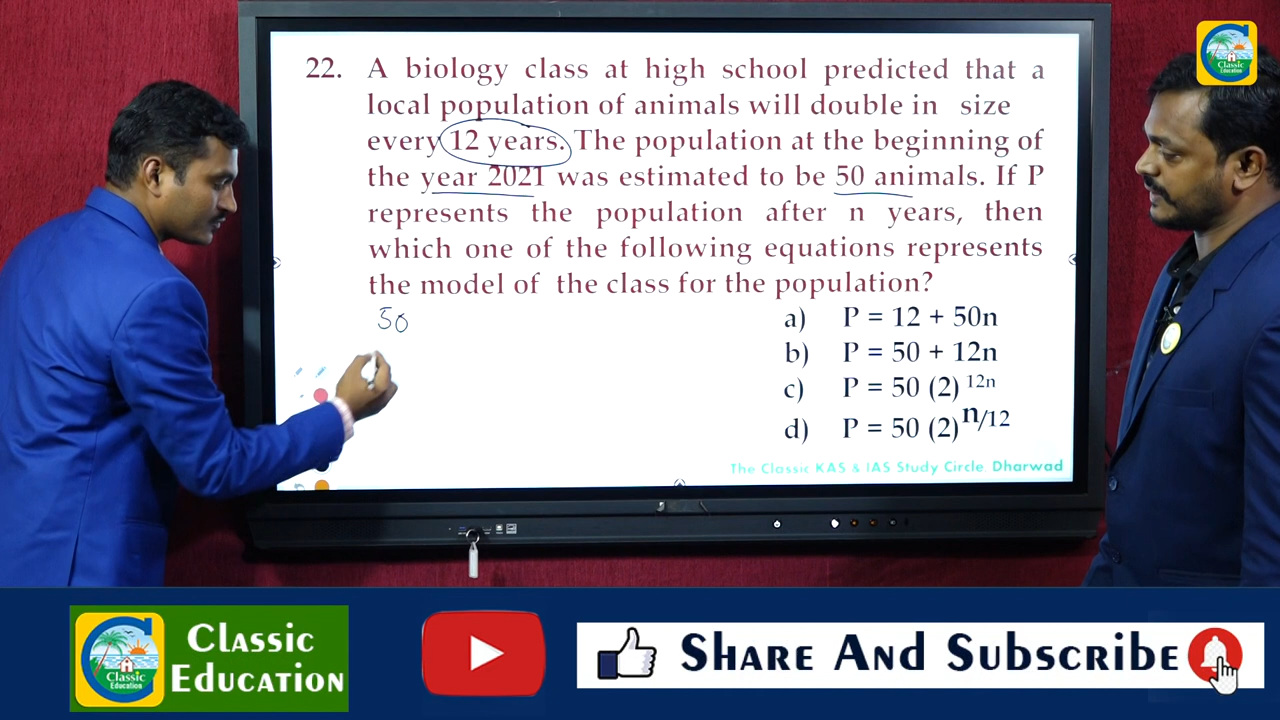 22. A biology class at high school predicted that a
local population of animals will double in size
every 12 years. The population at the beginning of
the year 2021 was estimated to be 50 animals. If P
represents the population after n years, then
which one of the following equations represents
the model of the class for the population?
50
a) P = 12 + 50n
b) P = 50 + 12n
c) P = 50 (2) 12n
d) P = 50 (2) n/12
The Classic KAS & IAS Study Circle Dharwad
Classic
Education
Classic
Education
Classic
Education
Share And Subscribe